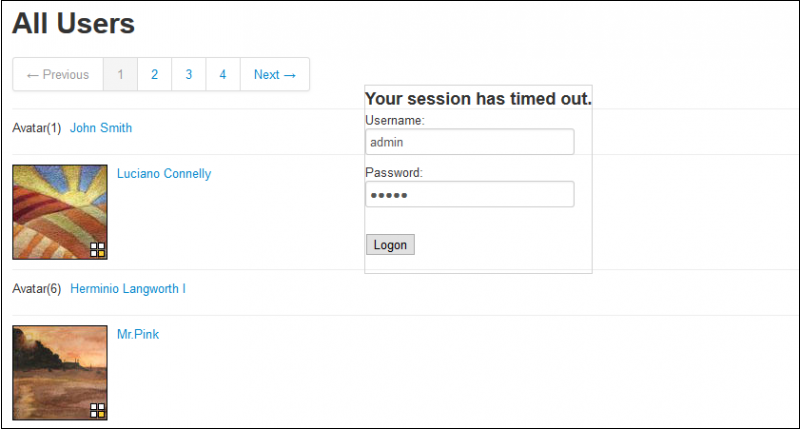 All Users
← Previous 1 2 3 4 Next →
Your session has timed out.
Username:
admin
Password:
●●●●●
Logon
Avatar(1) John Smith
Luciano Connelly
Avatar(6) Herminio Langworth I
Mr.Pink